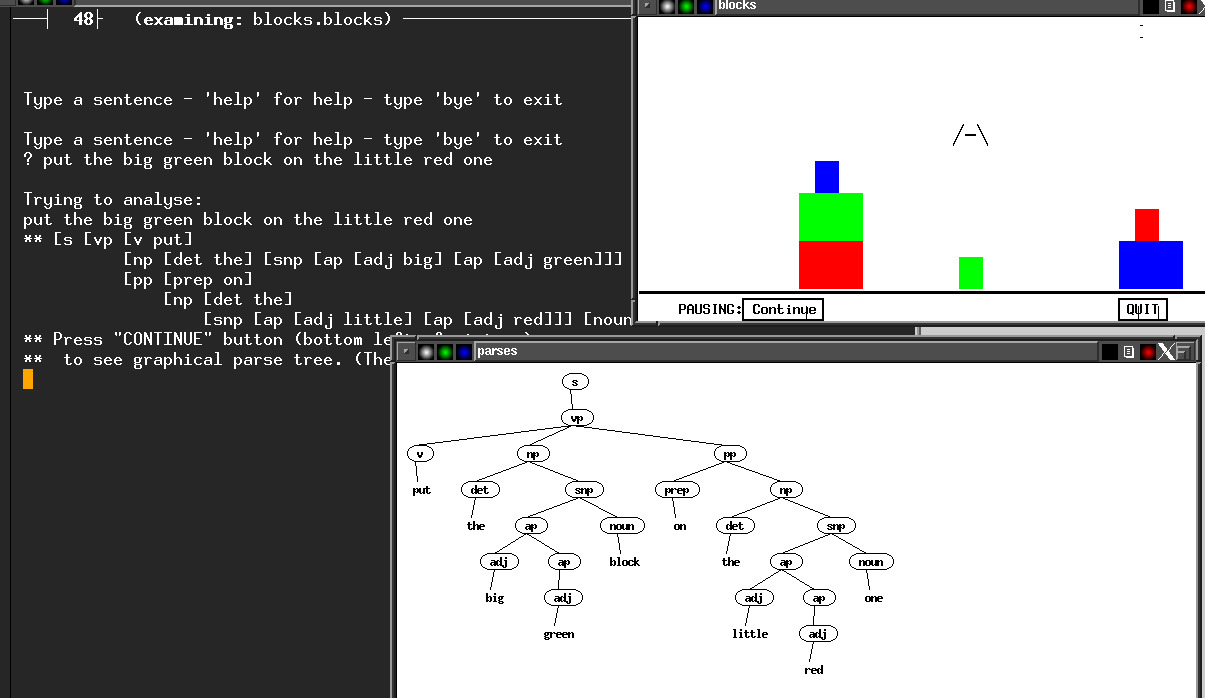 48 (examining: blocks.blocks)
Type a sentence - 'help' for help - type 'bye' to exit
Type a sentence - 'help' for help - type 'bye' to exit
? put the big green block on the little red one
Trying to analyse:
put the big green block on the little red one
** [s [vp [v put]
[np [det the] [snp [ap [adj big] [ap [adj green]]]
[pp [prep on]
[np [det the]
[snp [ap [adj little] [ap [adj red]]] [noun
** Press "CONTINUE" button (bottom
** to see graphical parse tree. (The
blocks
/-\
PAUSING: Continue
QUIT
parses
s
vp
v np pp
put det snp prep np
the ap noun on det snp
adj ap block the ap noun
big adj adj ap one
green little adj
red